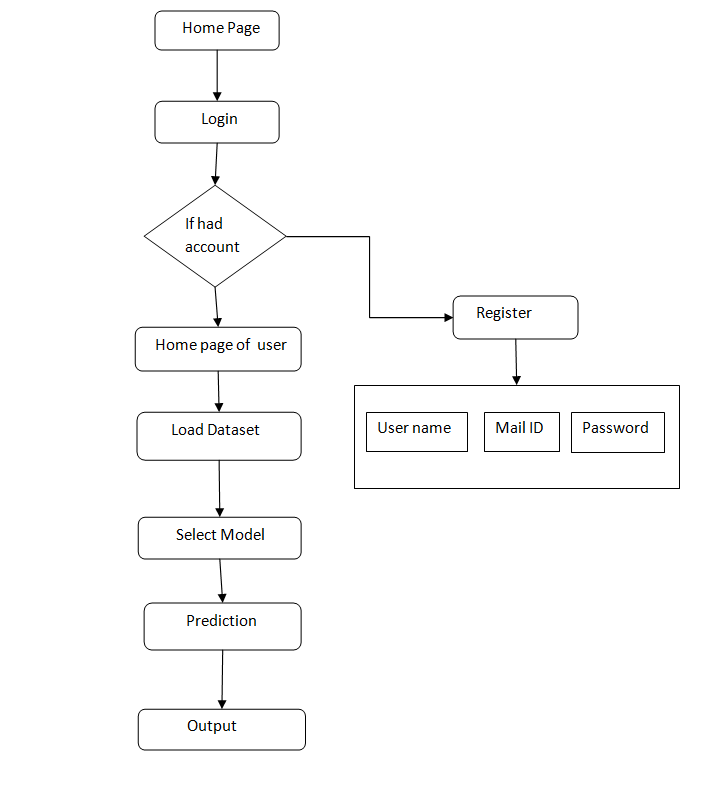 Home Page
Login
If had
account
Register
Home page of  user
User name
Mail ID
Password
Load Dataset
Select Model
Prediction
Output